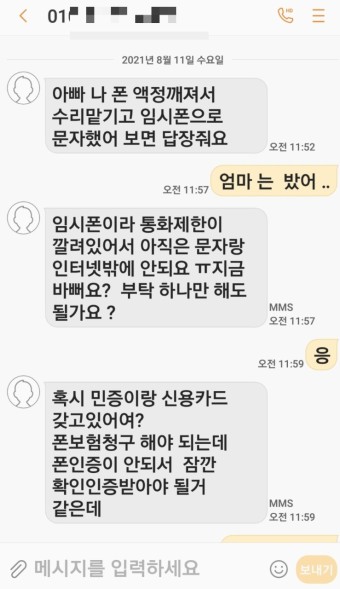 01
2021년 8월 11일 수요일
아빠 나 폰 액정깨져서
수리맡기고 임시폰으로
문자했어 보면 답장줘요
오전 11:52
엄마 는  밨어 ..
오전 11:57
임시폰이라 통화제한이
깔려있어서 아직은 문자랑
인터넷밖에 안되요 ㅠ지금
바뻐요?  부탁 하나만 해도
될가요 ?
MMS
오전 11:57
응
오전 11:59
혹시 민증이랑 신용카드
갖고있어여?
폰보험청구 해야 되는데
폰인증이 안되서  잠깐
확인인증받아야 될거
같은데
MMS
오전 11:59
메시지를 입력하세요
보내기